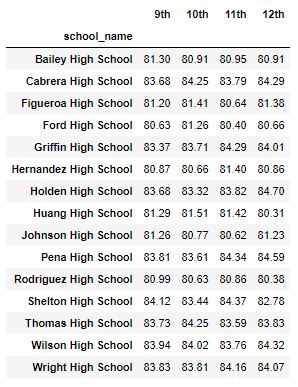 9th 10th 11th 12th
school_name
Bailey High School 81.30 80.91 80.95 80.91
Cabrera High School 83.68 84.25 83.79 84.29
Figueroa High School 81.20 81.41 80.64 81.38
Ford High School 80.63 81.26 80.40 80.66
Griffin High School 83.37 83.71 84.29 84.01
Hernandez High School 80.87 80.66 81.40 80.86
Holden High School 83.68 83.32 83.82 84.70
Huang High School 81.29 81.51 81.42 80.31
Johnson High School 81.26 80.77 80.62 81.23
Pena High School 83.81 83.61 84.34 84.59
Rodriguez High School 80.99 80.63 80.86 80.38
Shelton High School 84.12 83.44 84.37 82.78
Thomas High School 83.73 84.25 83.59 83.83
Wilson High School 83.94 84.02 83.76 84.32
Wright High School 83.83 83.81 84.16 84.07